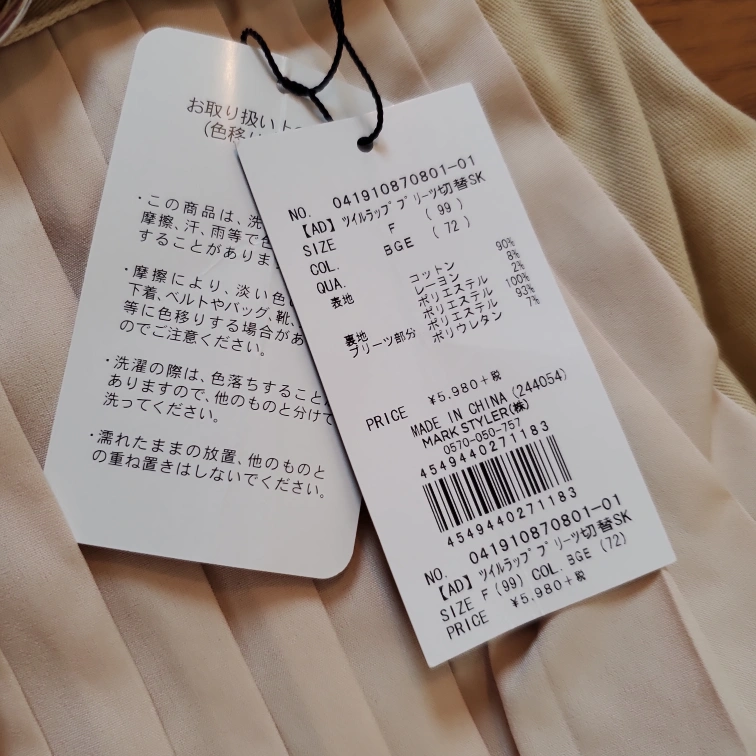 お取り扱い上の
(色移り
・この商品は、洗
摩擦、汗、雨等で色
することがありま
・摩擦により、淡い色
下着、ベルトやバッグ、靴、
等に色移りする場合があ
のでご注意ください。
・洗濯の際は、色落ちすること
ありますので、他のものと分けて
洗ってください。
・濡れたままの放置、他のものと
の重ね置きはしないでください。
NO. 041910870801-01
【AD】ツイルラップ プリーツ切替SK
SIZE F (99)
COL. BGE (72)
QUA.
表地 コットン 90%
レーヨン 8%
ポリエステル 2%
裏地 ポリエステル 100%
プリーツ部分 ポリエステル 93%
ポリウレタン 7%
PRICE ¥5,980+税
MADE IN CHINA (244054)
MARK STYLER(株)
0570-050-757
4549440271183
4549440271183
NO. 041910870801-01
【AD】ツイルラップ プリーツ切替SK
SIZE F (99) COL. BGE (72)
PRICE ¥5,980+税